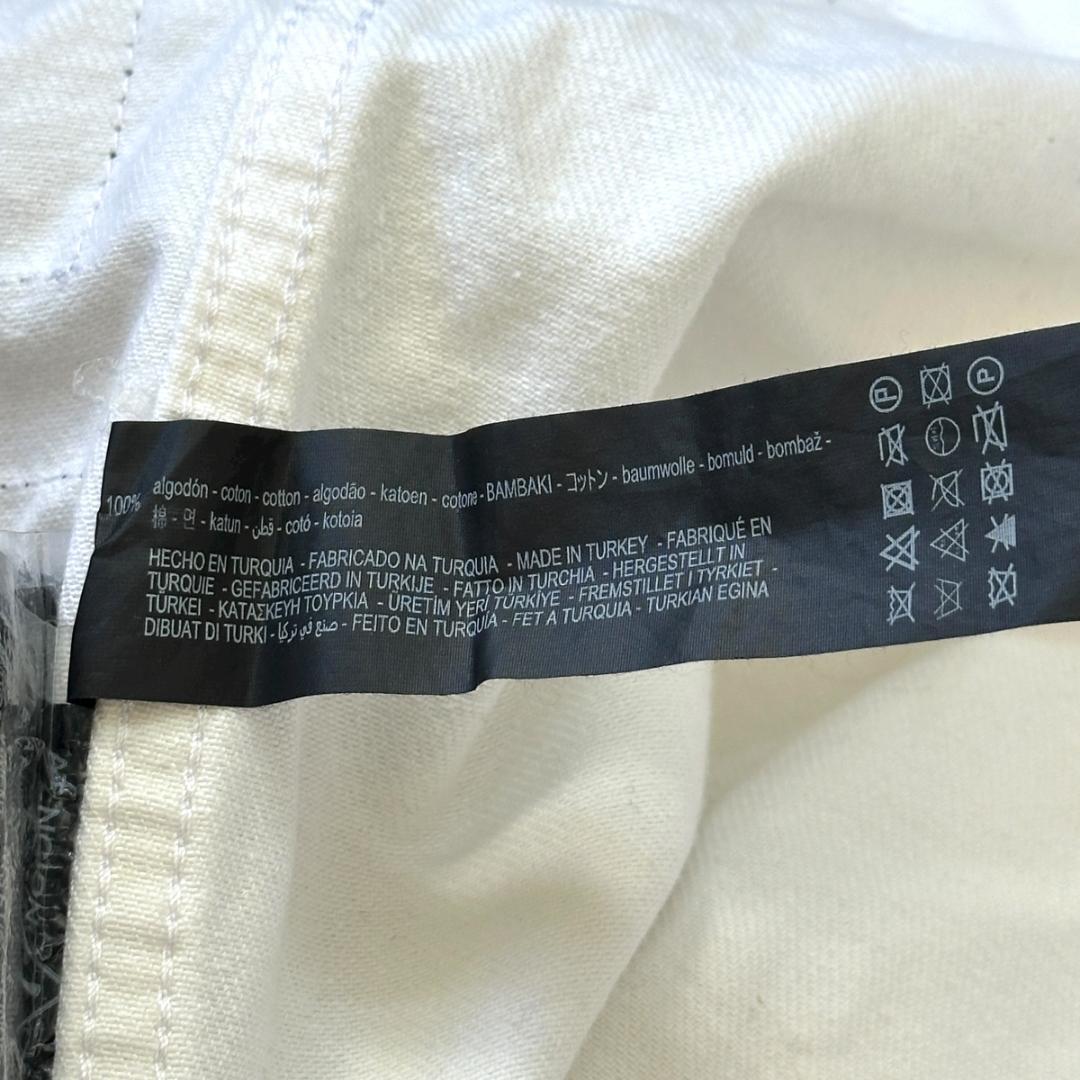 100% algodón - coton - cotton - algodão - katoen - cotone - BAMBAKI - コットン - baumwolle - bomuld - bombaž -
棉 - 면 - katun - قطن - cotó - kotoia
HECHO EN TURQUIA - FABRICADO NA TURQUIA - MADE IN TURKEY - FABRIQUÉ EN
TURQUIE - GEFABRICEERD IN TURKIJE - FATTO IN TURCHIA - HERGESTELLT IN
TÜRKEI - ΚΑΤΑΣΚΕΥΗ ΤΟΥΡΚΙΑ - ÜRETİM YERİ TÜRKİYE - FREMSTILLET I TYRKIET -
DIBUAT DI TURKI - صنع في تركيا - FEITO EN TURQUÍA - FET A TURQUIA - TURKIAN EGINA
P P